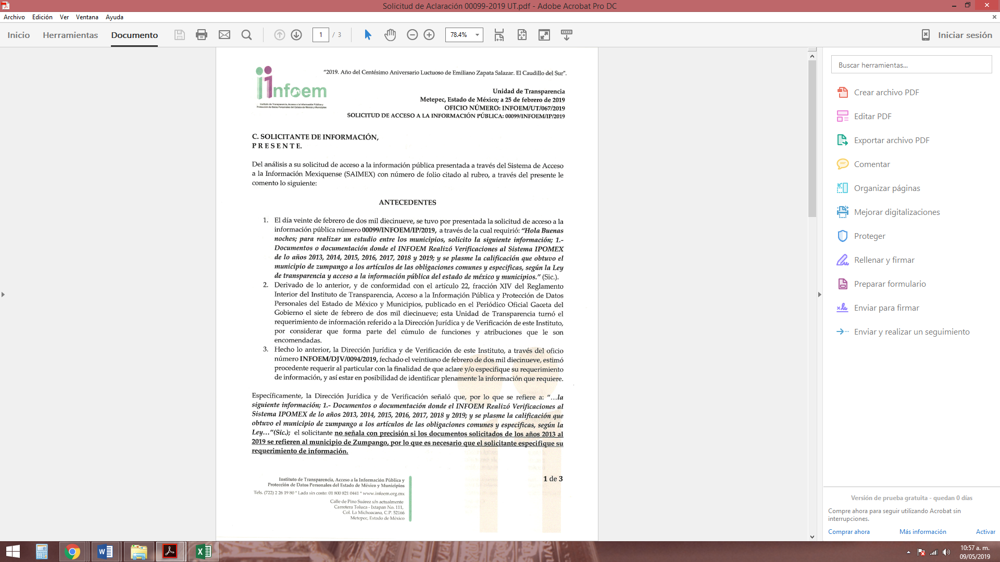 Solicitud de Aclaración 00099-2019 UT.pdf - Adobe Acrobat Pro DC
Archivo Edición Ver Ventana Ayuda
Inicio Herramientas Documento 1 / 3 78.4% Iniciar sesión
"2019. Año del Centésimo Aniversario Luctuoso de Emiliano Zapata Salazar. El Caudillo del Sur".
infoem
Instituto de Transparencia, Acceso a la Información Pública y
Protección de Datos Personales del Estado de México y Municipios
Unidad de Transparencia
Metepec, Estado de México; a 25 de febrero de 2019
OFICIO NÚMERO: INFOEM/UT/067/2019
SOLICITUD DE ACCESO A LA INFORMACIÓN PÚBLICA: 00099/INFOEM/IP/2019
C. SOLICITANTE DE INFORMACIÓN,
P R E S E N T E.
Del análisis a su solicitud de acceso a la información pública presentada a través del Sistema de Acceso
a la Información Mexiquense (SAIMEX) con número de folio citado al rubro, a través del presente le
comento lo siguiente:
ANTECEDENTES
1. El día veinte de febrero de dos mil diecinueve, se tuvo por presentada la solicitud de acceso a la
información pública número 00099/INFOEM/IP/2019, a través de la cual requirió: "Hola Buenas
noches; para realizar un estudio entre los municipios, solicito la siguiente información; 1.-
Documentos o documentación donde el INFOEM Realizó Verificaciones al Sistema IPOMEX
de lo años 2013, 2014, 2015, 2016, 2017, 2018 y 2019; y se plasme la calificación que obtuvo el
municipio de zumpango a los artículos de las obligaciones comunes y especificas, según la Ley
de transparencia y acceso a la información pública del estado de méxico y municipios." (Sic.).
2. Derivado de lo anterior, y de conformidad con el artículo 22, fracción XIV del Reglamento
Interior del Instituto de Transparencia, Acceso a la Información Pública y Protección de Datos
Personales del Estado de México y Municipios, publicado en el Periódico Oficial Gaceta del
Gobierno el siete de febrero de dos mil diecinueve; esta Unidad de Transparencia turnó el
requerimiento de información referido a la Dirección Jurídica y de Verificación de este Instituto,
por considerar que forma parte del cúmulo de funciones y atribuciones que le son
encomendadas.
3. Hecho lo anterior, la Dirección Jurídica y de Verificación de este Instituto, a través del oficio
número INFOEM/DJV/0094/2019, fechado el veintiuno de febrero de dos mil diecinueve, estimó
procedente requerir al particular con la finalidad de que aclare y/o especifique su requerimiento
de información, y así estar en posibilidad de identificar plenamente la información que requiere.
Específicamente, la Dirección Jurídica y de Verificación señaló que, por lo que se refiere a: "…la
siguiente información; 1.- Documentos o documentación donde el INFOEM Realizó Verificaciones al
Sistema IPOMEX de lo años 2013, 2014, 2015, 2016, 2017, 2018 y 2019; y se plasme la calificación que
obtuvo el municipio de zumpango a los artículos de las obligaciones comunes y especificas, según la
Ley…"(Sic.); el solicitante no señala con precisión si los documentos solicitados de los años 2013 al
2019 se refieren al municipio de Zumpango, por lo que es necesario que el solicitante especifique su
requerimiento de información.
Instituto de Transparencia, Acceso a la Información Pública y
Protección de Datos Personales del Estado de México y Municipios
Tels. (722) 2 26 19 80 * Lada sin costo: 01 800 821 0441 * www.infoem.org.mx
Calle de Pino Suárez s/n actualmente
Carretera Toluca - Ixtapan No. 111,
Col. La Michoacana, C.P. 52166
Metepec, Estado de México
1 de 3
Buscar herramientas...
Crear archivo PDF
Editar PDF
Exportar archivo PDF
Comentar
Organizar páginas
Mejorar digitalizaciones
Proteger
Rellenar y firmar
Preparar formulario
Enviar para firmar
Enviar y realizar un seguimiento
Versión de prueba gratuita - quedan 0 días
Compre ahora para seguir utilizando Acrobat sin
interrupciones.
Comprar ahora Más información Activar
10:57 a. m.
09/05/2019